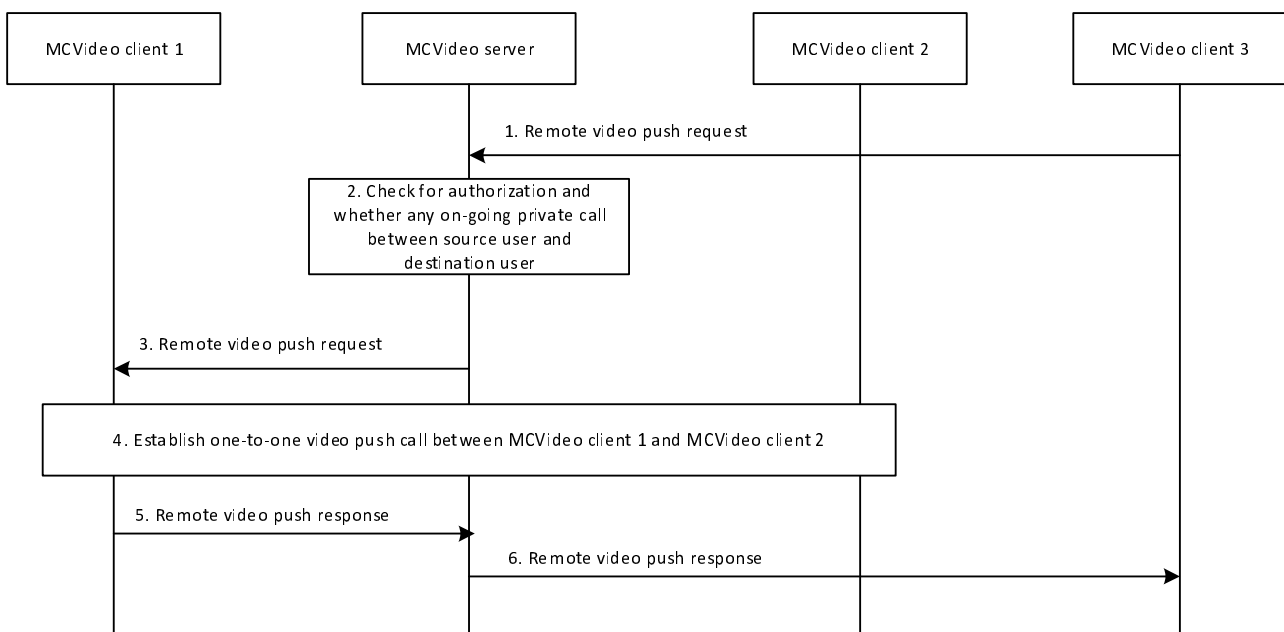 MCVideo client 1
MCVideo server
MCVideo client 2
MCVideo client 3
1. Remote video push request
2. Check for authorization and
whether any on-going private call
between source user and
destination user
3. Remote video push request
4. Establish one-to-one video push call between MCVideo client 1 and MCVideo client 2
5. Remote video push response
6. Remote video push response